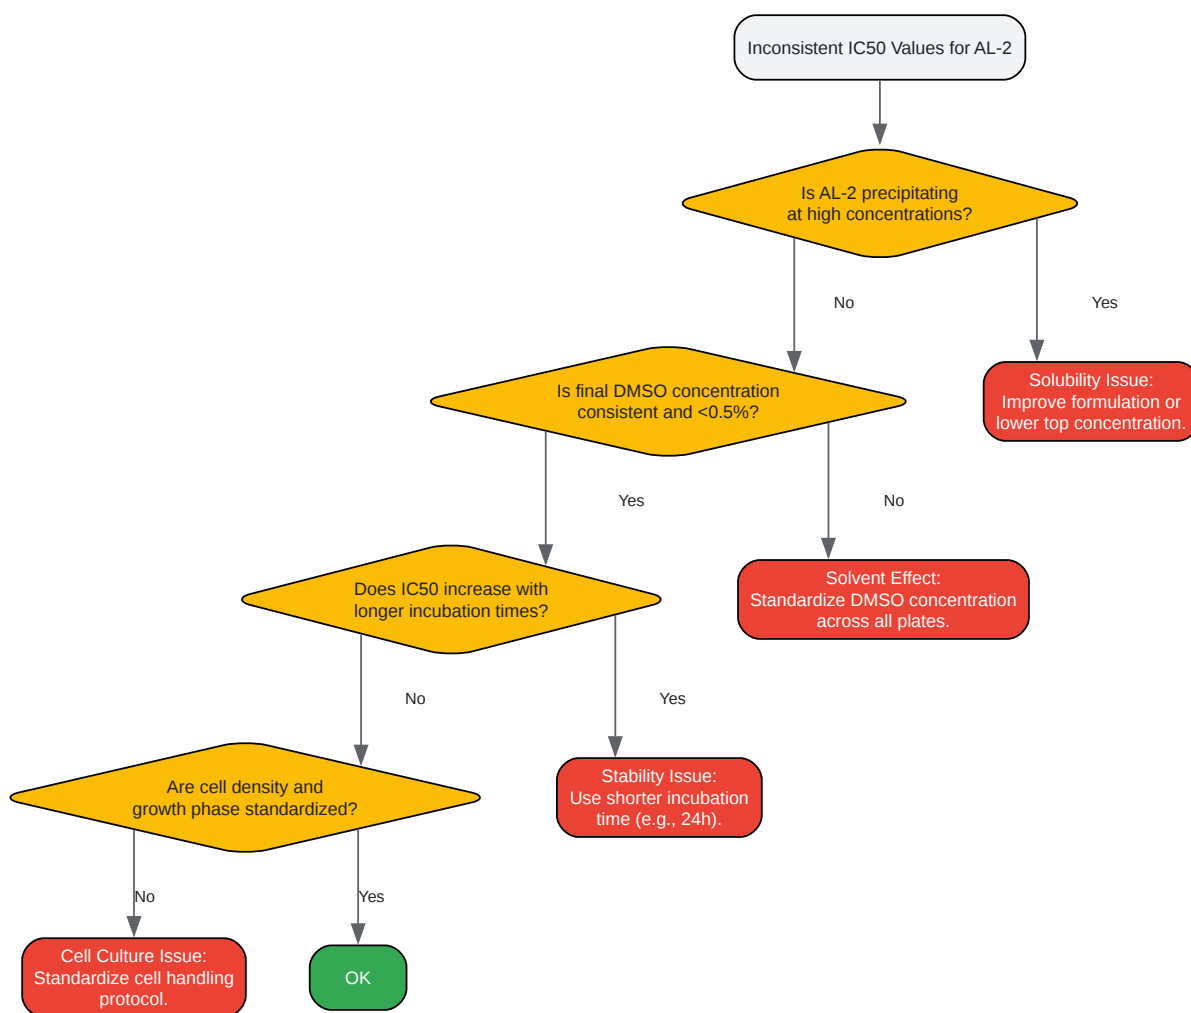 Inconsistent IC50 Values for AL-2
Is AL-2 precipitating
at high concentrations?
No
Yes
Is final DMSO concentration
consistent and <0.5%?
Solubility Issue:
Improve formulation or
lower top concentration.
Yes
No
Does IC50 increase with
longer incubation times?
Solvent Effect:
Standardize DMSO concentration
across all plates.
No
Yes
Are cell density and
growth phase standardized?
Stability Issue:
Use shorter incubation
time (e.g., 24h).
No
Yes
Cell Culture Issue:
Standardize cell handling
protocol.
OK